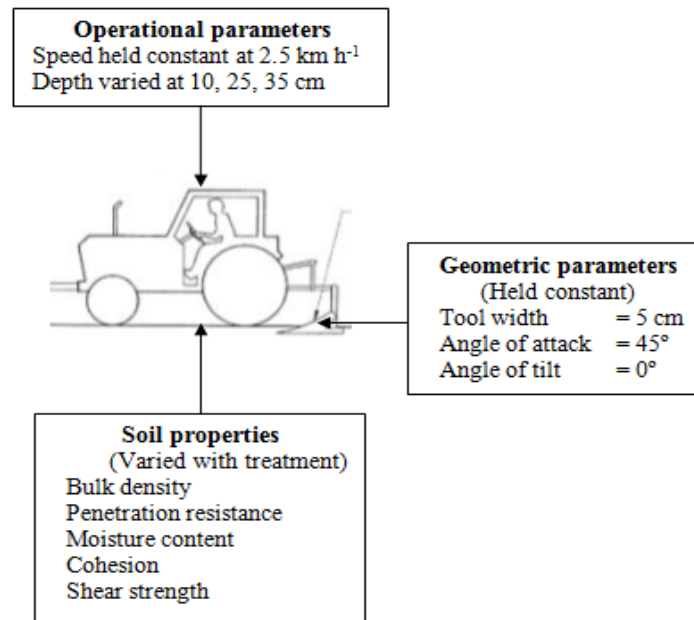 Operational parameters
Speed held constant at 2.5 km h⁻¹
Depth varied at 10, 25, 35 cm
Geometric parameters
(Held constant)
Tool width = 5 cm
Angle of attack = 45°
Angle of tilt = 0°
Soil properties
(Varied with treatment)
Bulk density
Penetration resistance
Moisture content
Cohesion
Shear strength